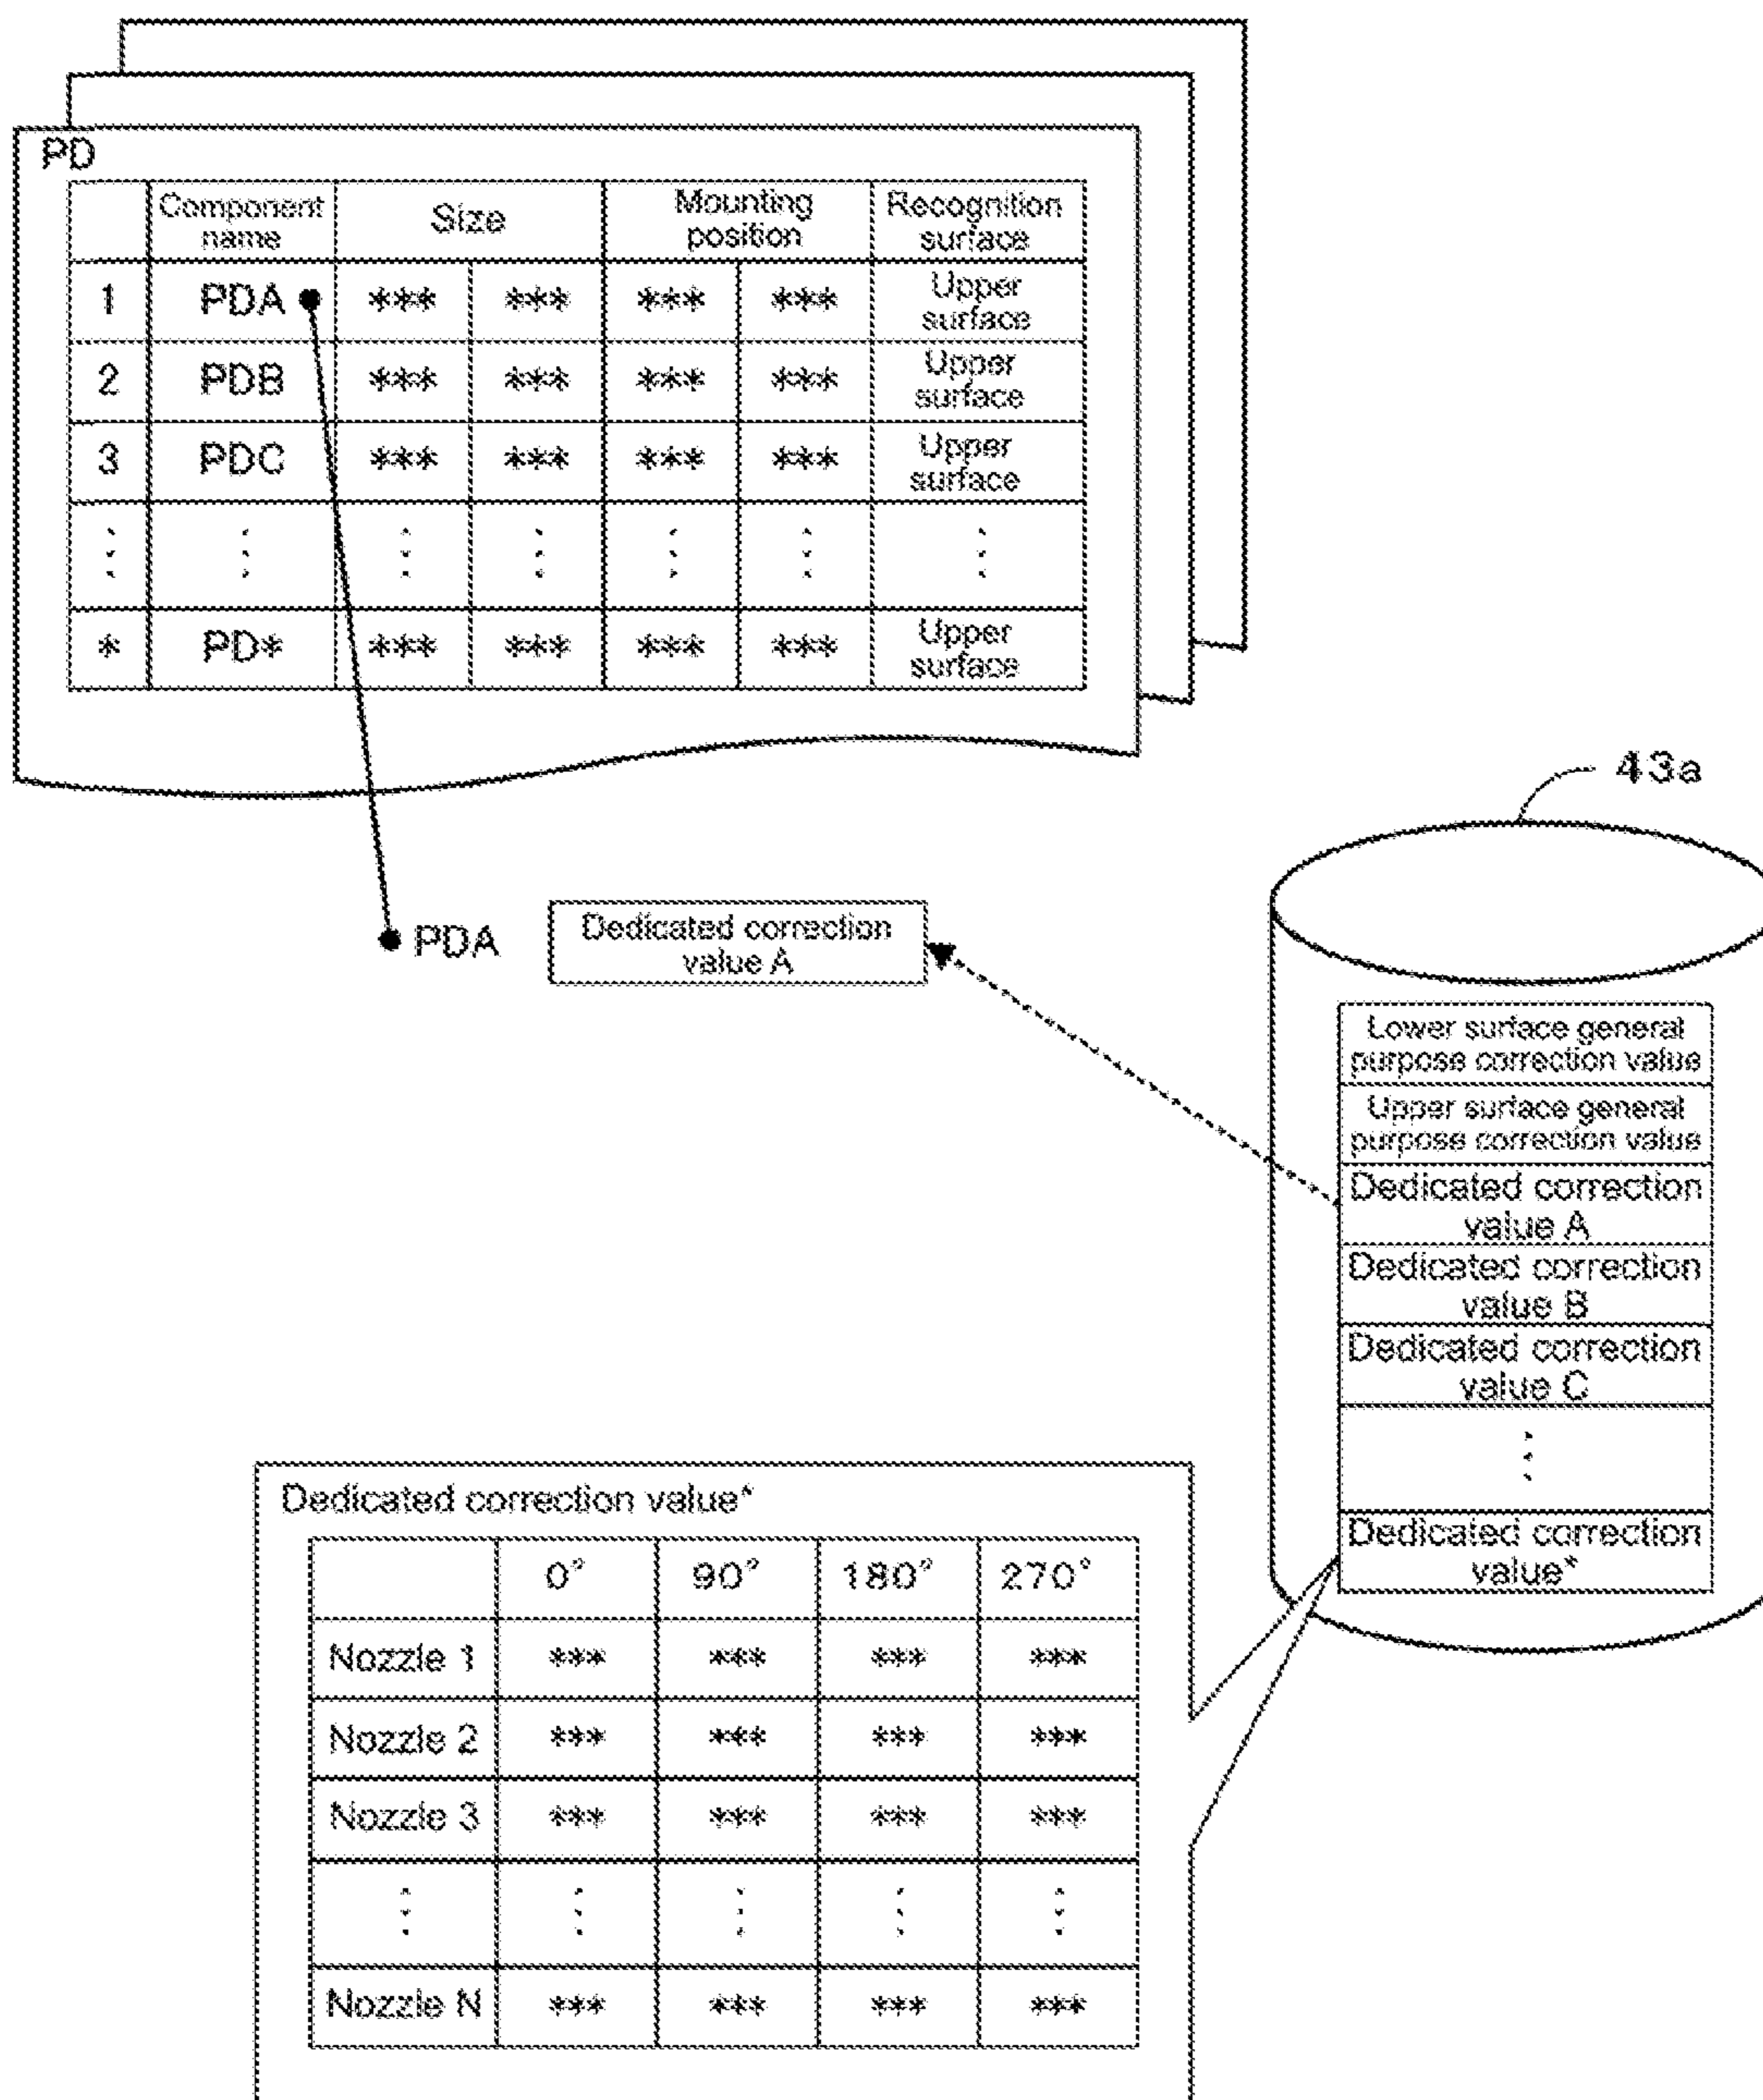 PD
Component name Size Mounting position Recognition surface
1 PDA *** *** *** *** Upper surface
2 PDB *** *** *** *** Upper surface
3 PDC *** *** *** *** Upper surface
⋮ ⋮ ⋮ ⋮ ⋮ ⋮ ⋮
* PD* *** *** *** *** Upper surface
43a
PDA
Dedicated correction
value A
Lower surface general
purpose correction value
Upper surface general
purpose correction value
Dedicated correction
value A
Dedicated correction
value B
Dedicated correction
value C
⋮
Dedicated correction
value*
Dedicated correction value*
0° 90° 180° 270°
Nozzle 1 *** *** *** ***
Nozzle 2 *** *** *** ***
Nozzle 3 *** *** *** ***
⋮ ⋮ ⋮ ⋮ ⋮
Nozzle N *** *** *** ***